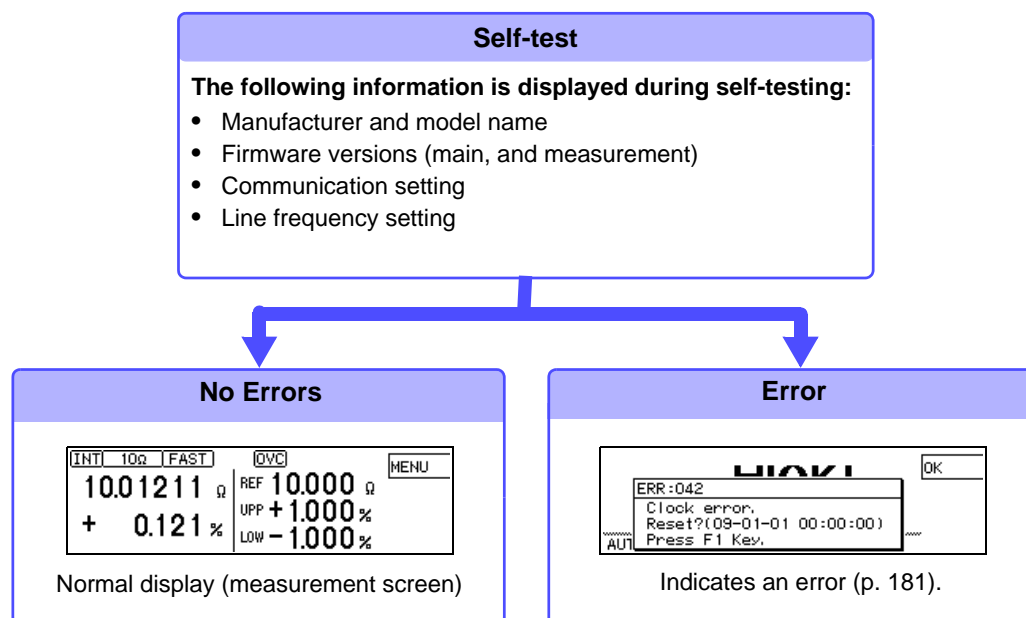 Self-test
The following information is displayed during self-testing:
• Manufacturer and model name
• Firmware versions (main, and measurement)
• Communication setting
• Line frequency setting
No Errors
INT 10Ω FAST OVC MENU
10.01211 Ω REF 10.000 Ω
+ 0.121 % UPP + 1.000 %
LOW - 1.000 %
Normal display (measurement screen)
Error
OK
ERR:042
Clock error.
Reset?(09-01-01 00:00:00)
Press F1 Key.
Indicates an error (p. 181).